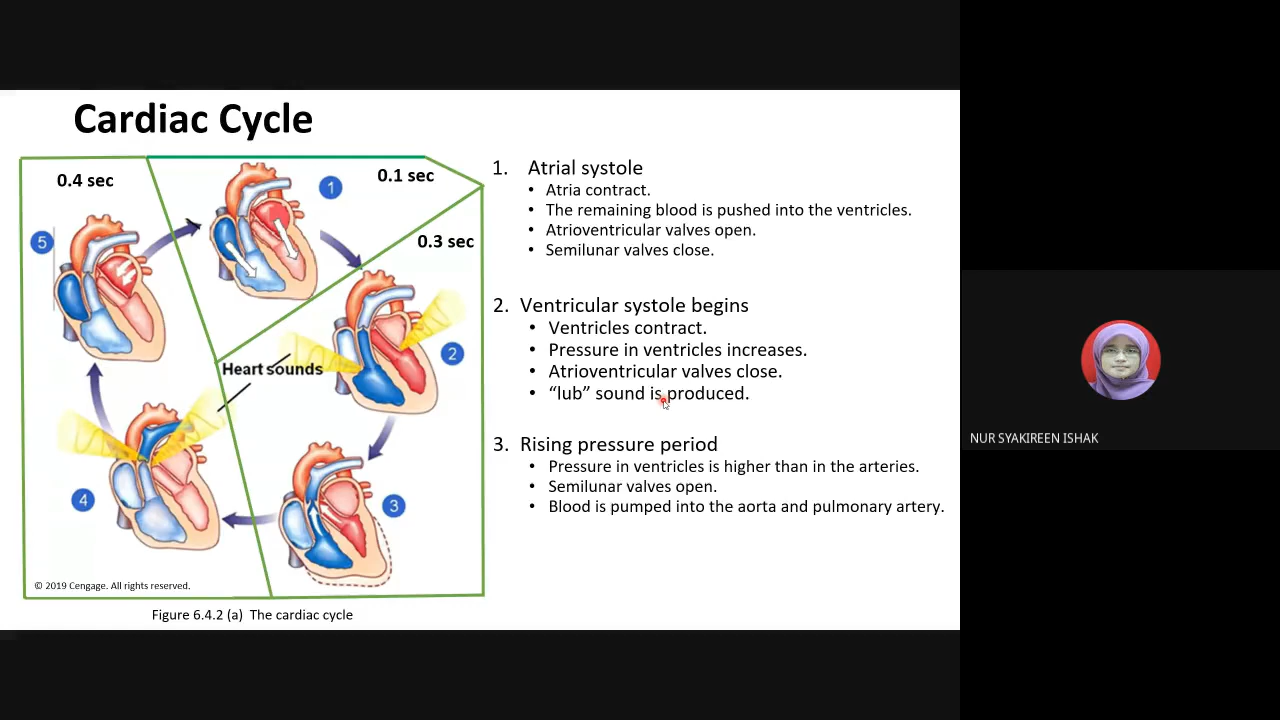 Cardiac Cycle
0.4 sec
0.1 sec
0.3 sec
1
5
2
Heart sounds
4
3
© 2019 Cengage. All rights reserved.
Figure 6.4.2 (a) The cardiac cycle
1. Atrial systole
• Atria contract.
• The remaining blood is pushed into the ventricles.
• Atrioventricular valves open.
• Semilunar valves close.
2. Ventricular systole begins
• Ventricles contract.
• Pressure in ventricles increases.
• Atrioventricular valves close.
• “lub” sound is produced.
3. Rising pressure period
• Pressure in ventricles is higher than in the arteries.
• Semilunar valves open.
• Blood is pumped into the aorta and pulmonary artery.
NUR SYAKIREEN ISHAK